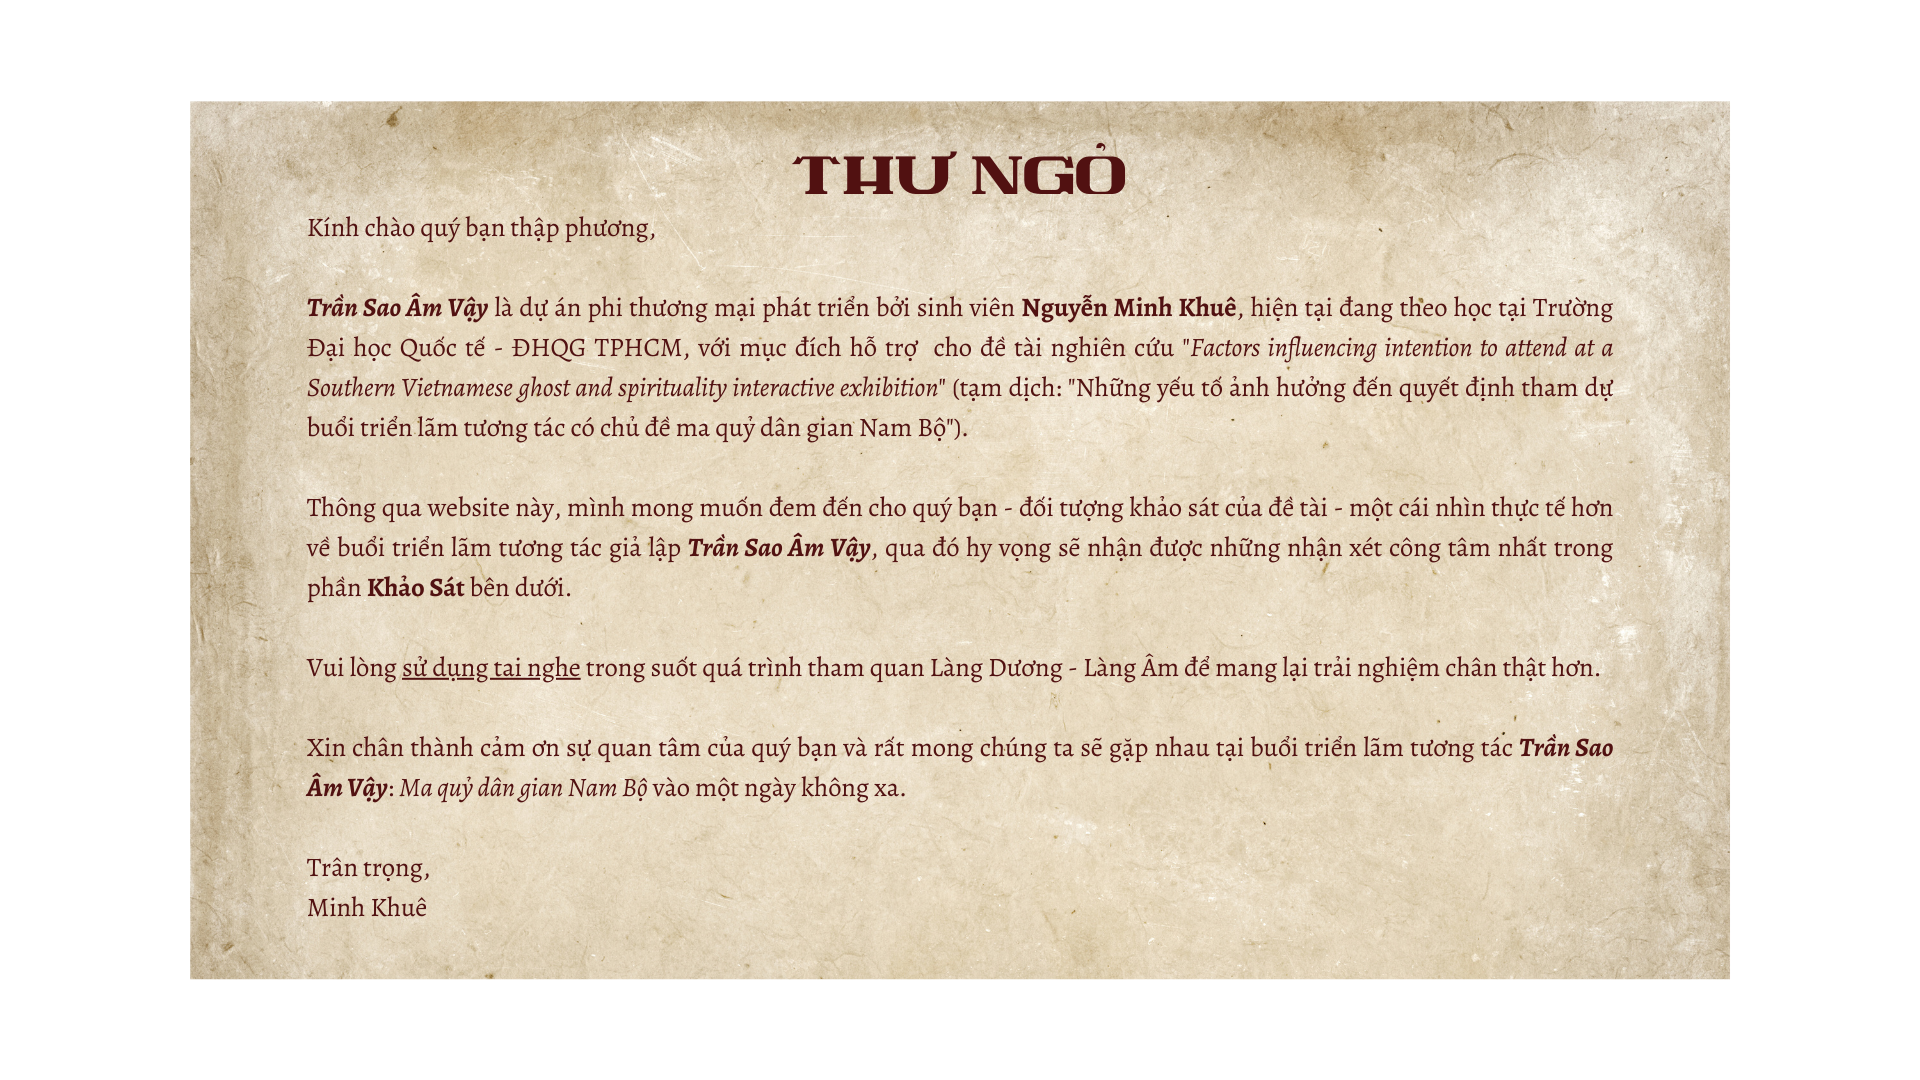 THƯ NGỎ
Kính chào quý bạn thập phương,
Trần Sao Âm Vậy là dự án phi thương mại phát triển bởi sinh viên Nguyễn Minh Khuê, hiện tại đang theo học tại Trường
Đại học Quốc tế - ĐHQG TPHCM, với mục đích hỗ trợ  cho đề tài nghiên cứu "Factors influencing intention to attend at a
Southern Vietnamese ghost and spirituality interactive exhibition" (tạm dịch: "Những yếu tố ảnh hưởng đến quyết định tham dự
buổi triển lãm tương tác có chủ đề ma quỷ dân gian Nam Bộ").
Thông qua website này, mình mong muốn đem đến cho quý bạn - đối tượng khảo sát của đề tài - một cái nhìn thực tế hơn
về buổi triển lãm tương tác giả lập Trần Sao Âm Vậy, qua đó hy vọng sẽ nhận được những nhận xét công tâm nhất trong
phần Khảo Sát bên dưới.
Vui lòng sử dụng tai nghe trong suốt quá trình tham quan Làng Dương - Làng Âm để mang lại trải nghiệm chân thật hơn.
Xin chân thành cảm ơn sự quan tâm của quý bạn và rất mong chúng ta sẽ gặp nhau tại buổi triển lãm tương tác Trần Sao
Âm Vậy: Ma quỷ dân gian Nam Bộ vào một ngày không xa.
Trân trọng,
Minh Khuê